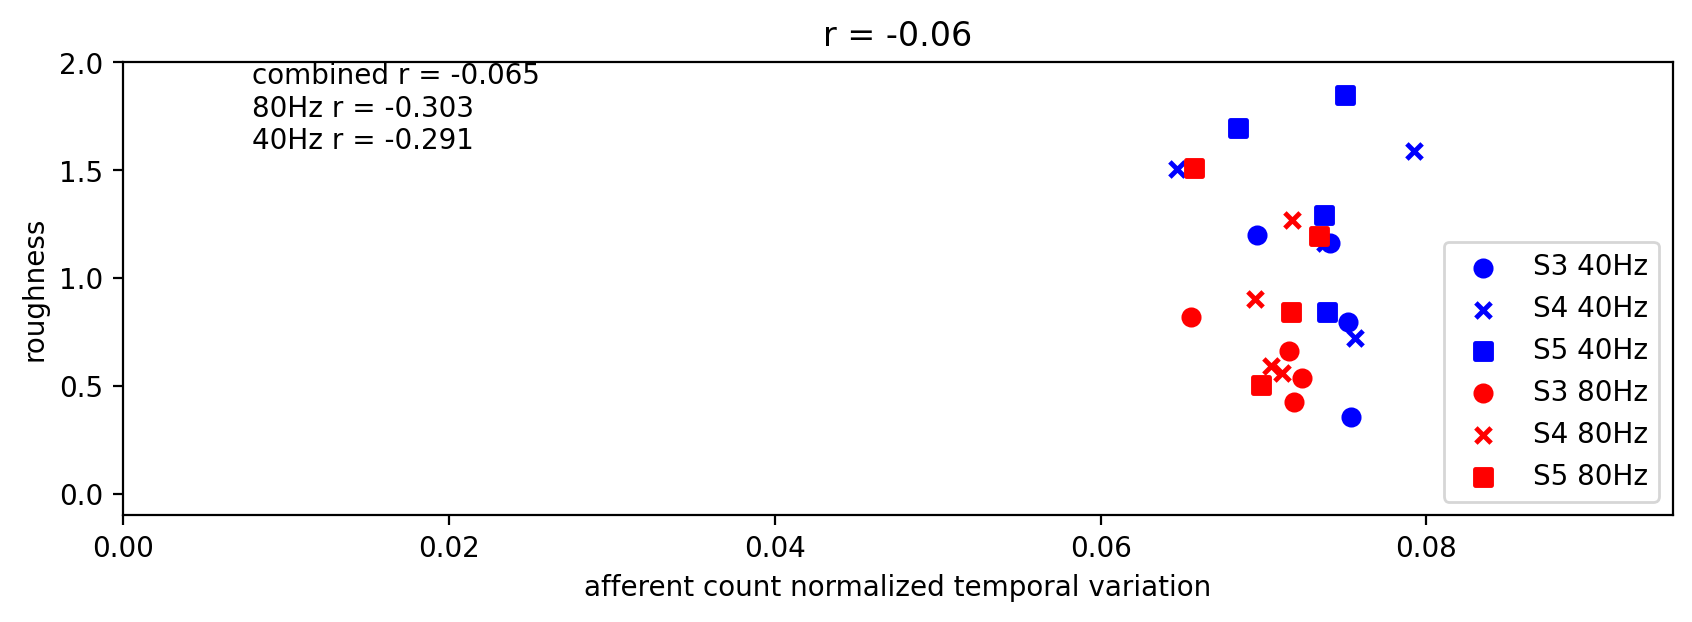 r = -0.06
combined r = -0.065
80Hz r = -0.303
40Hz r = -0.291
2.0
1.5
1.0
0.5
0.0
roughness
S3 40Hz
S4 40Hz
S5 40Hz
S3 80Hz
S4 80Hz
S5 80Hz
0.00 0.02 0.04 0.06 0.08
afferent count normalized temporal variation